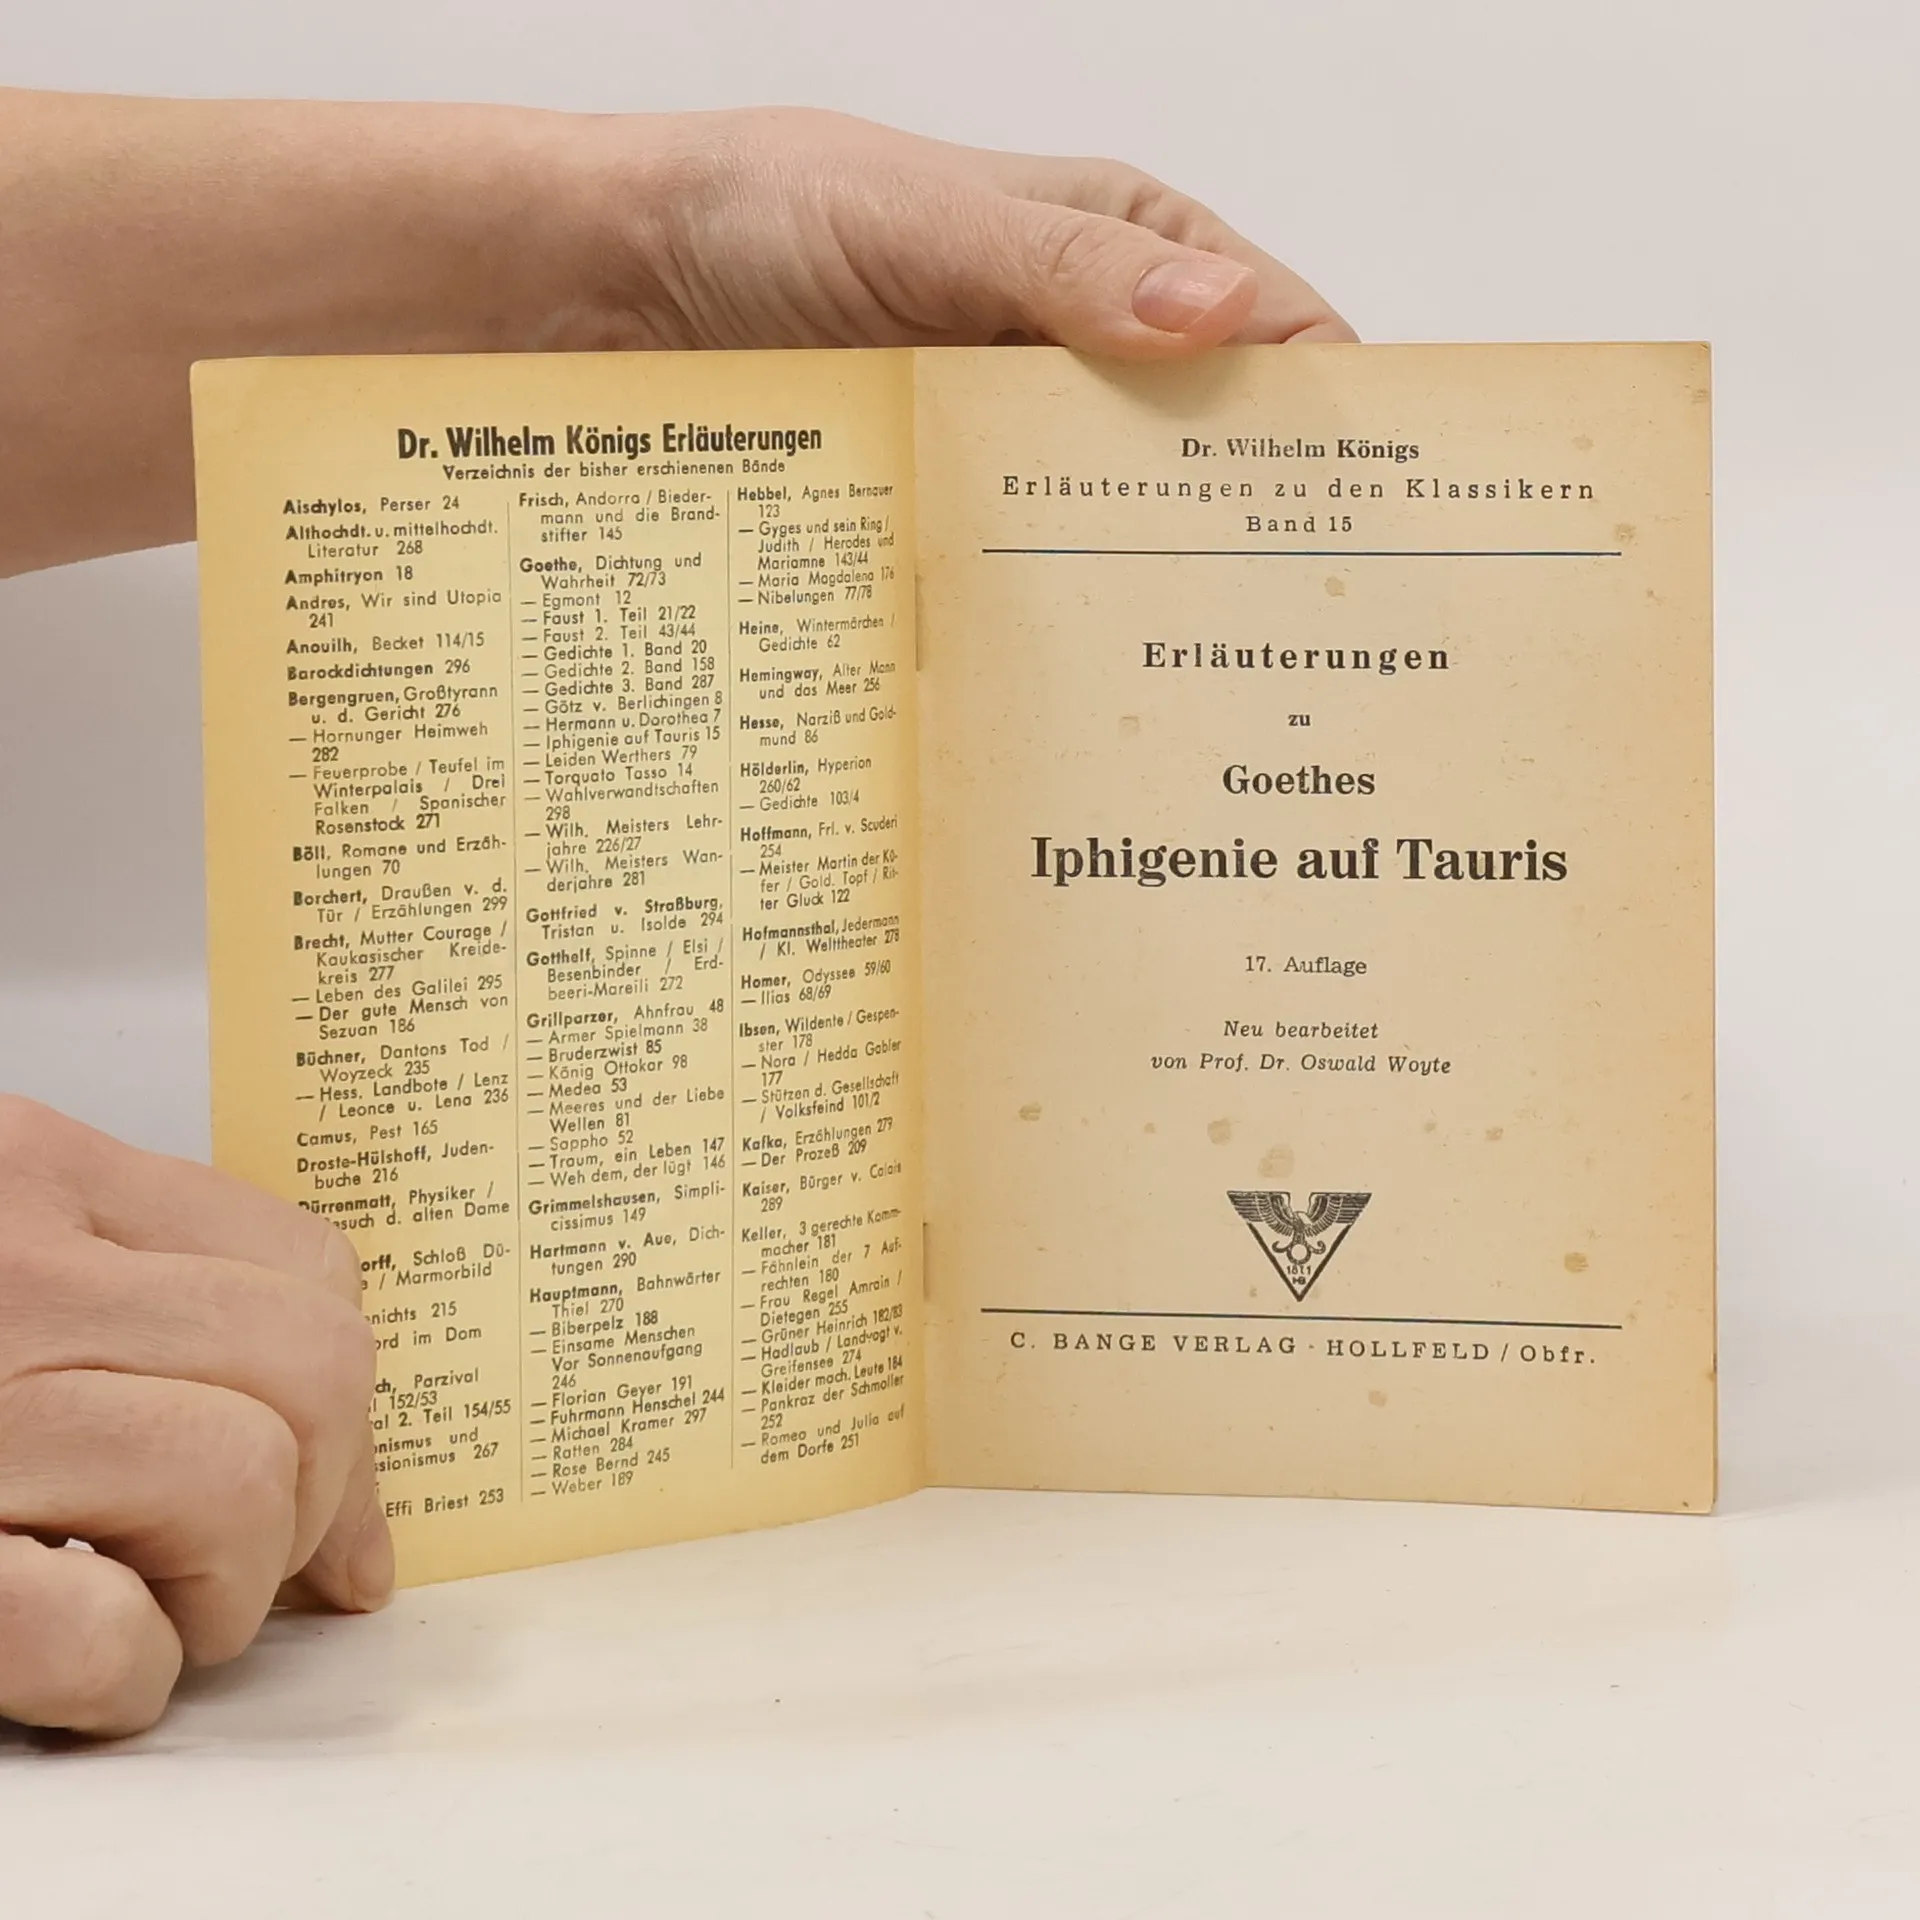 Dr. Wilhelm Königs Erläuterungen
Verzeichnis der bisher erschienenen Bände
Aischylos, Perser 24
Althochdt. u. mittelhochdt.
Literatur 268
Amphitryon 18
Andres, Wir sind Utopia
241
Anouilh, Becket 114/15
Barockdichtungen 296
Bergengruen, Großtyrann
u. d. Gericht 276
— Hornunger Heimweh
282
— Feuerprobe / Teufel im
Winterpalais / Drei
Falken / Spanischer
Rosenstock 271
Böll, Romane und Erzäh-
lungen 70
Borchert, Draußen v. d.
Tür / Erzählungen 299
Brecht, Mutter Courage /
Kaukasischer Kreide-
kreis 277
— Leben des Galilei 295
— Der gute Mensch von
Sezuan 186
Büchner, Dantons Tod /
Woyzeck 235
— Hess. Landbote / Lenz
/ Leonce u. Lena 236
Camus, Pest 165
Droste-Hülshoff, Juden-
buche 216
Dürrenmatt, Physiker /
esuch d. alten Dame
orff, Schloß Dü-
e / Marmorbild
enichts 215
ord im Dom
ch, Parzival
l 152/53
al 2. Teil 154/55
nismus und
ssionismus 267
Effi Briest 253
Frisch, Andorra / Bieder-
mann und die Brand-
stifter 145
Goethe, Dichtung und
Wahrheit 72/73
— Egmont 12
— Faust 1. Teil 21/22
— Faust 2. Teil 43/44
— Gedichte 1. Band 20
— Gedichte 2. Band 158
— Gedichte 3. Band 287
— Götz v. Berlichingen 8
— Hermann u. Dorothea 7
— Iphigenie auf Tauris 15
— Leiden Werthers 79
— Torquato Tasso 14
— Wahlverwandtschaften
298
— Wilh. Meisters Lehr-
jahre 226/27
— Wilh. Meisters Wan-
derjahre 281
Gottfried v. Straßburg,
Tristan u. Isolde 294
Gotthelf, Spinne / Elsi /
Besenbinder / Erd-
beeri-Mareili 272
Grillparzer, Ahnfrau 48
— Armer Spielmann 38
— Bruderzwist 85
— König Ottokar 98
— Medea 53
— Meeres und der Liebe
Wellen 81
— Sappho 52
— Traum, ein Leben 147
— Weh dem, der lügt 146
Grimmelshausen, Simpli-
cissimus 149
Hartmann v. Aue, Dich-
tungen 290
Hauptmann, Bahnwärter
Thiel 270
— Biberpelz 188
— Einsame Menschen
Vor Sonnenaufgang
246
— Florian Geyer 191
— Fuhrmann Henschel 244
— Michael Kramer 297
— Ratten 284
— Rose Bernd 245
— Weber 189
Hebbel, Agnes Bernauer
123
— Gyges und sein Ring /
Judith / Herodes und
Mariamne 143/44
— Maria Magdalena 176
— Nibelungen 77/78
Heine, Wintermärchen /
Gedichte 62
Hemingway, Alter Mann
und das Meer 256
Hesse, Narziß und Gold-
mund 86
Hölderlin, Hyperion
260/62
— Gedichte 103/4
Hoffmann, Frl. v. Scuderi
254
— Meister Martin der Kü-
fer / Gold. Topf / Rit-
ter Gluck 122
Hofmannsthal, Jedermann
/ Kl. Welttheater 278
Homer, Odyssee 59/60
— Ilias 68/69
Ibsen, Wildente / Gespen-
ster 178
— Nora / Hedda Gabler
177
— Stützen d. Gesellschaft
/ Volksfeind 101/2
Kafka, Erzählungen 279
— Der Prozeß 209
Kaiser, Bürger v. Calais
289
Keller, 3 gerechte Kamm-
macher 181
— Fähnlein der 7 Auf-
rechten 180
— Frau Regel Amrain /
Dietegen 255
— Grüner Heinrich 182/83
— Hadlaub / Landvogt v.
Greifensee 274
— Kleider mach. Leute 184
— Pankraz der Schmoller
252
— Romeo und Julia auf
dem Dorfe 251
Dr. Wilhelm Königs
Erläuterungen zu den Klassikern
Band 15
Erläuterungen
zu
Goethes
Iphigenie auf Tauris
17. Auflage
Neu bearbeitet
von Prof. Dr. Oswald Woyte
1871
HB
C. BANGE VERLAG - HOLLFELD / Obfr.